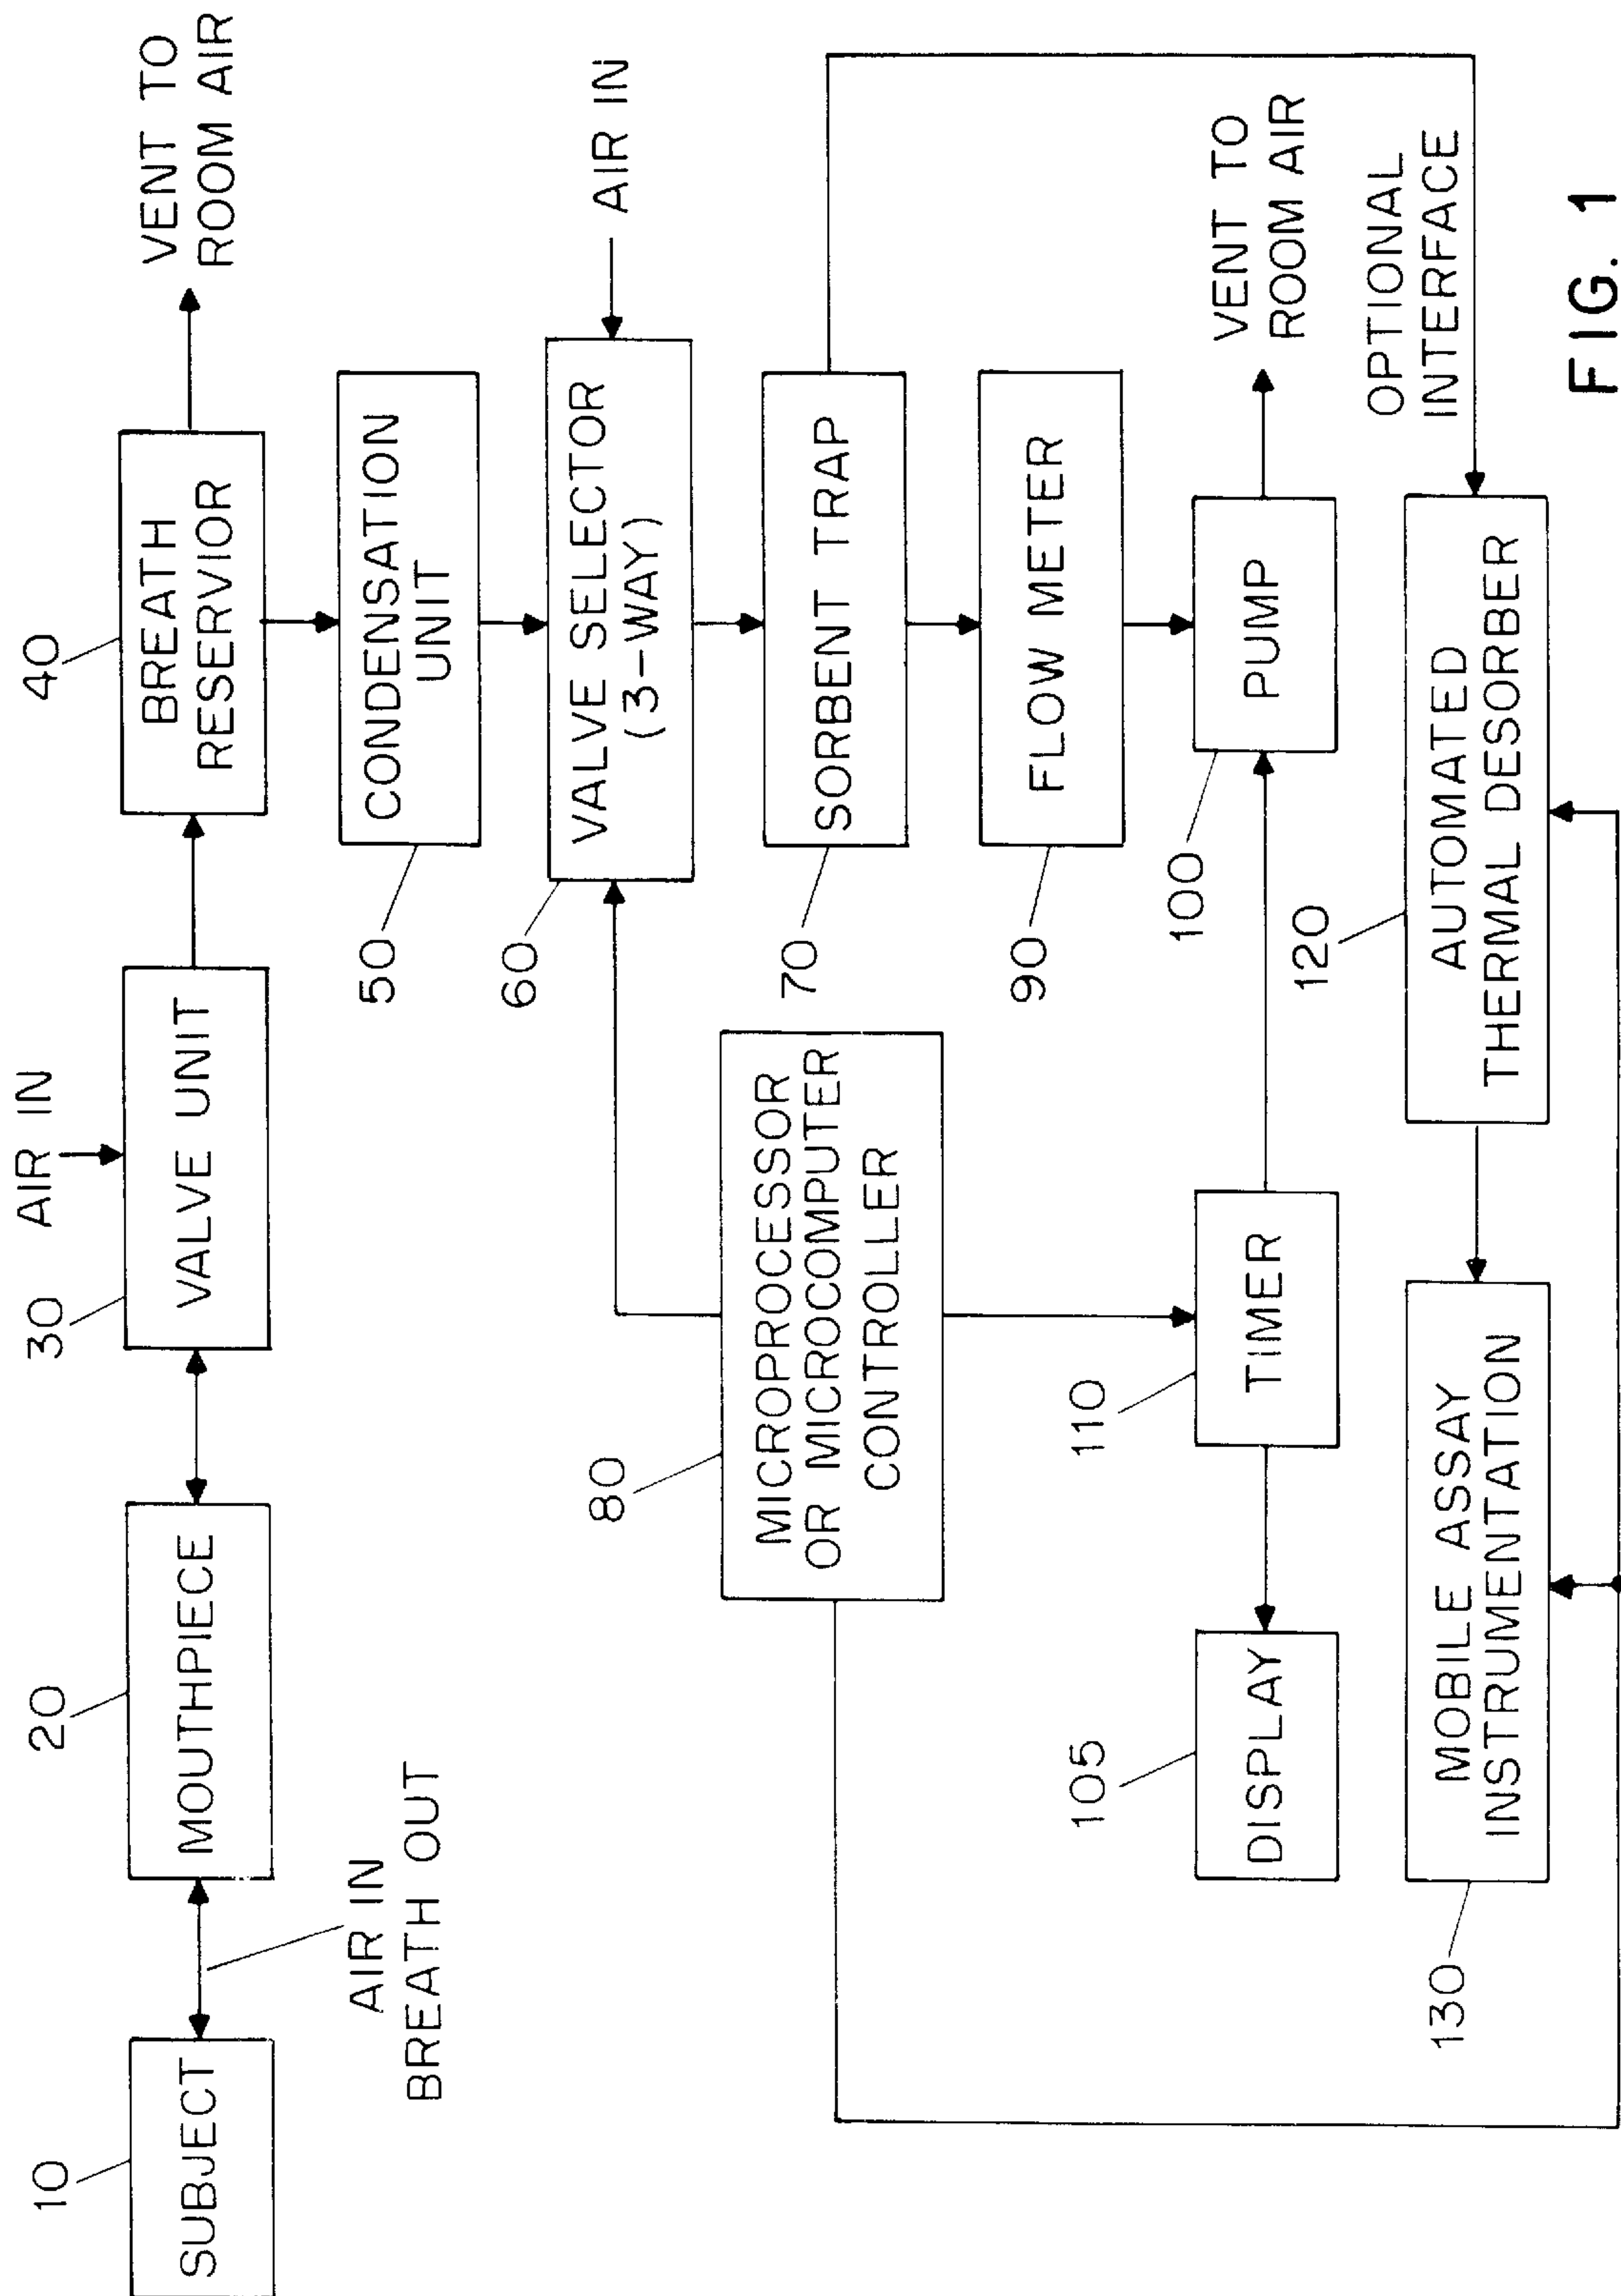 10
SUBJECT
AIR IN
BREATH OUT
20
MOUTHPIECE
30
AIR IN
VALVE UNIT
40
BREATH
RESERVIOR
VENT TO
ROOM AIR
50
CONDENSATION
UNIT
60
VALVE SELECTOR
(3-WAY)
AIR IN
70
SORBENT TRAP
80
MICROPROCESSOR
OR MICROCOMPUTER
CONTROLLER
90
FLOW METER
100
PUMP
VENT TO
ROOM AIR
105
DISPLAY
110
TIMER
OPTIONAL
INTERFACE
120
AUTOMATED
THERMAL DESORBER
130
MOBILE ASSAY
INSTRUMENTATION
FIG. 1